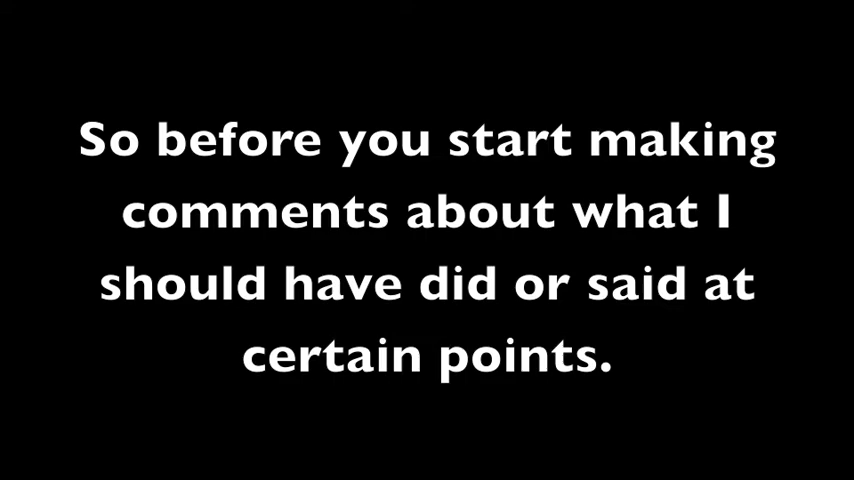 So before you start making
comments about what I
should have did or said at
certain points.